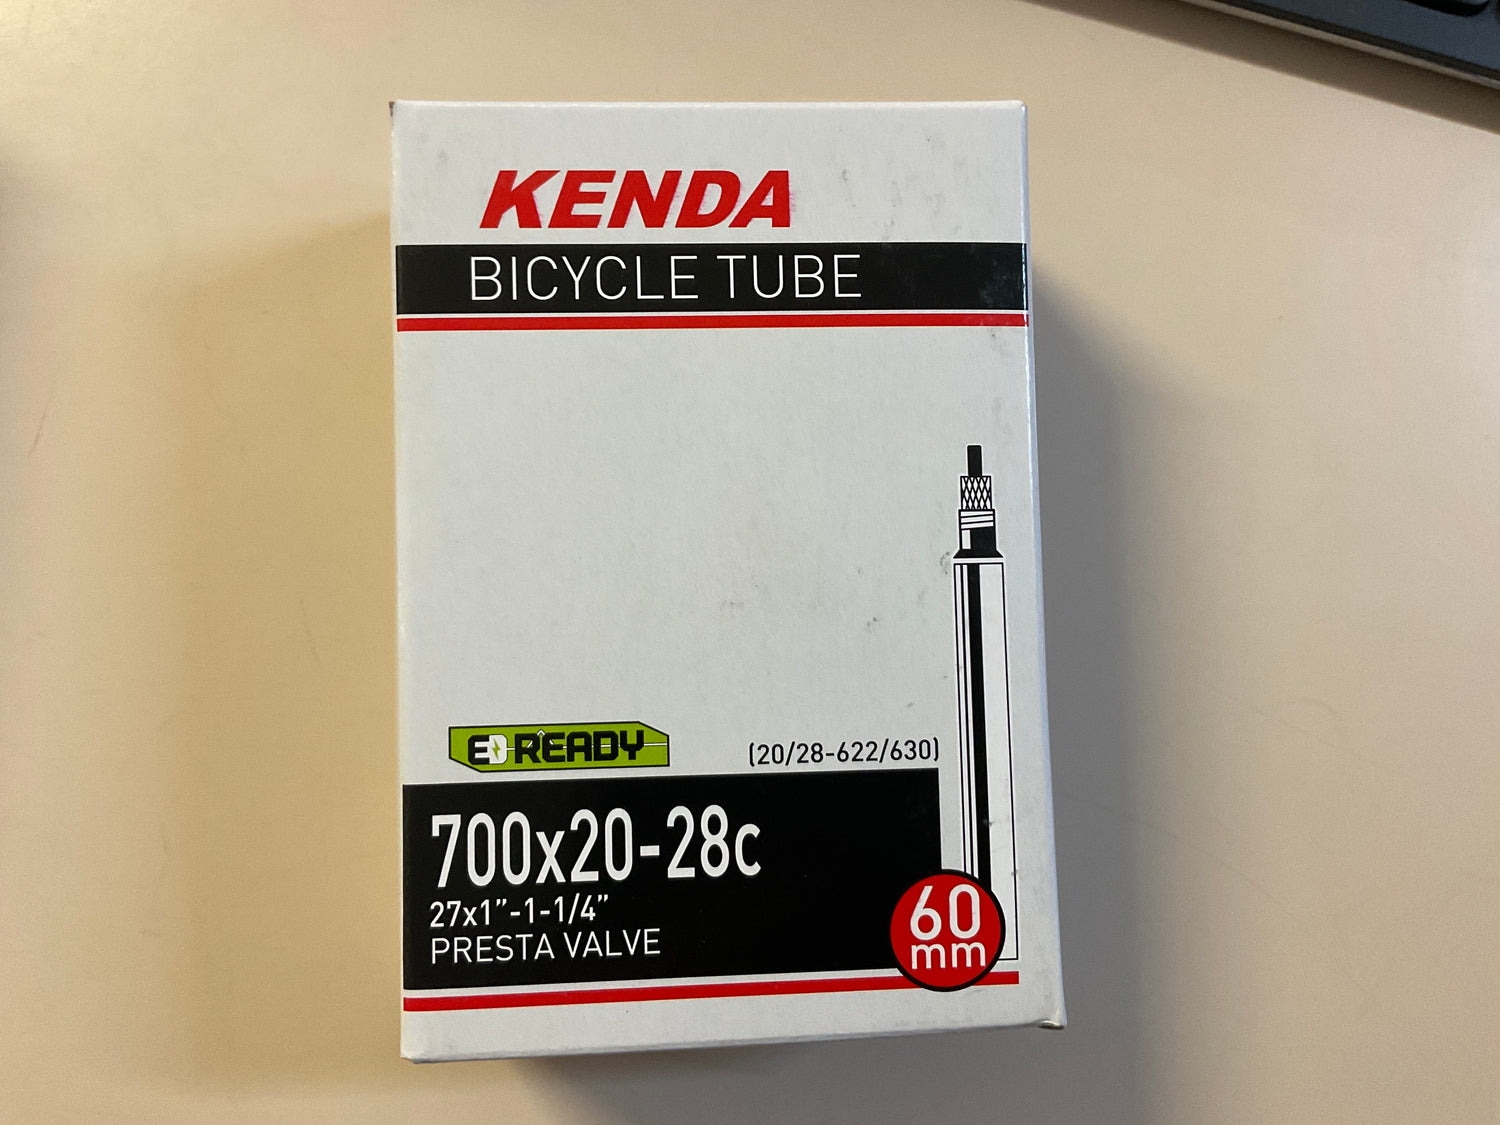 KENDA
BICYCLE TUBE
READY
(20/28-622/630)
700x20-28c
27x1”-1-1/4”
PRESTA VALVE
60
mm